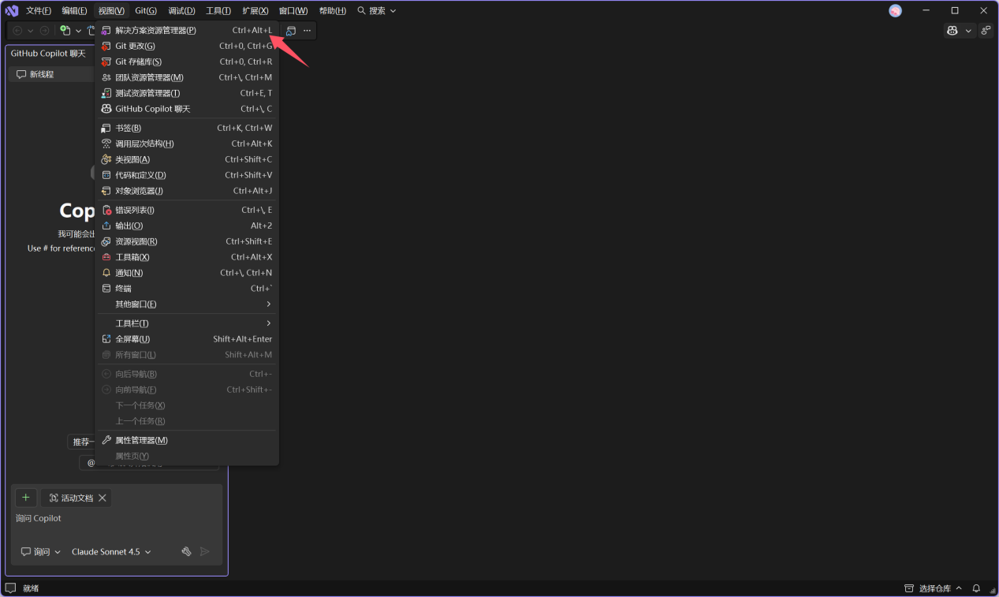 文件(F) 编辑(E) 视图(V) Git(G) 调试(D) 工具(T) 扩展(X) 窗口(W) 帮助(H) 搜索
GitHub Copilot 聊天
新线程
解决方案资源管理器(P) Ctrl+Alt+L
Git 更改(G) Ctrl+0, Ctrl+G
Git 存储库(S) Ctrl+0, Ctrl+R
团队资源管理器(M) Ctrl+\, Ctrl+M
测试资源管理器(T) Ctrl+E, T
GitHub Copilot 聊天 Ctrl+\, C
书签(B) Ctrl+K, Ctrl+W
调用层次结构(H) Ctrl+Alt+K
类视图(A) Ctrl+Shift+C
代码和定义(D) Ctrl+Shift+V
对象浏览器(J) Ctrl+Alt+J
错误列表(I) Ctrl+\, E
输出(O) Alt+2
资源视图(R) Ctrl+Shift+E
工具箱(X) Ctrl+Alt+X
通知(N) Ctrl+\, Ctrl+N
终端 Ctrl+`
其他窗口(E)
工具栏(T)
全屏幕(U) Shift+Alt+Enter
所有窗口(L) Shift+Alt+M
向后导航(B) Ctrl+-
向前导航(F) Ctrl+Shift+-
下一个任务(X)
上一个任务(R)
属性管理器(M)
属性页(Y)
Cop
我可能会出
Use # for reference
推荐一
@
活动文档
询问 Copilot
询问 Claude Sonnet 4.5
就绪 选择仓库